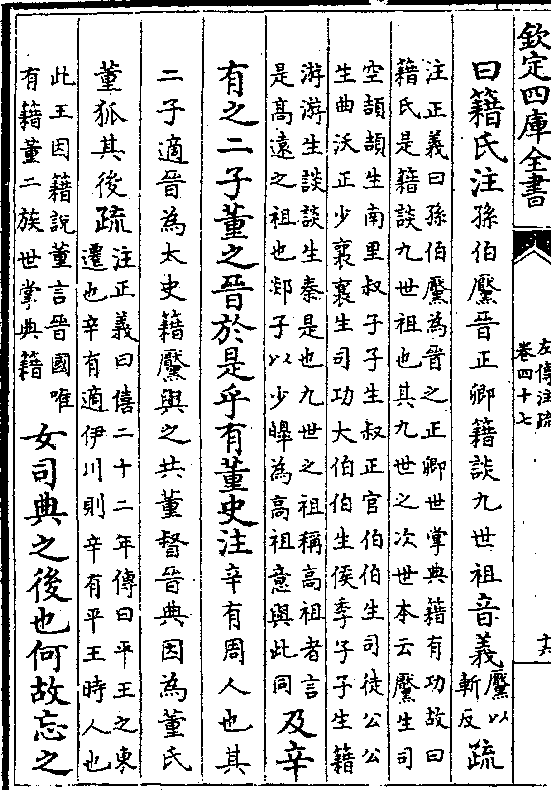 欽定四庫全書
左傳注疏
卷四十七
十六
曰籍氏注孫伯黶晉正卿籍談九世祖音義黶以
斬反疏
注正義曰孫伯黶為晉之正卿世掌典籍有功故曰
籍氏是籍談九世祖也其九世之次世本云黶生司
空頡頡生南里叔子子生叔正官伯伯生司徒公公
生曲沃正少襄襄生司功大伯伯生侯季子子生籍
游游生談談生秦是也九世之祖稱高祖者言
是高遠之祖也郯子以少皞為高祖意與此同
及辛
有之二子董之晉於是乎有董史注辛有周人也其
二子適晉為太史籍黶與之共董督晉典因為董氏
董狐其後疏
注正義曰僖二十二年傳曰平王之東
遷也辛有適伊川則辛有平王時人也
此王因籍說董言晉國唯
有籍董二族世掌典籍
女司典之後也何故忘之